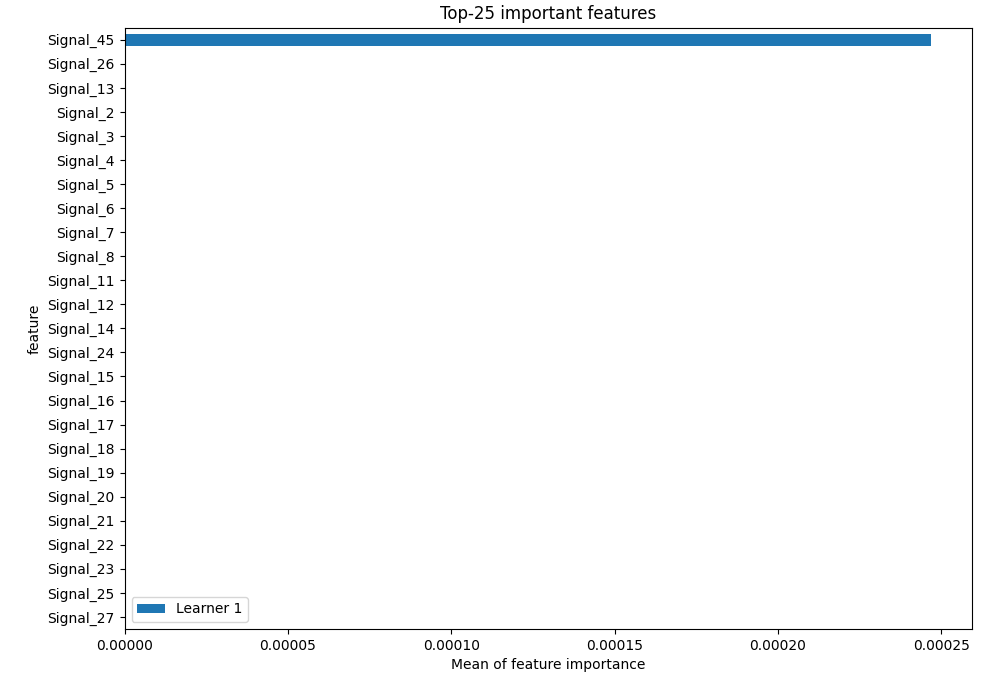 Top-25 important features
Signal_45
Signal_26
Signal_13
Signal_2
Signal_3
Signal_4
Signal_5
Signal_6
Signal_7
Signal_8
Signal_11
Signal_12
Signal_14
Signal_24
Signal_15
Signal_16
Signal_17
Signal_18
Signal_19
Signal_20
Signal_21
Signal_22
Signal_23
Signal_25
Signal_27
feature
Learner 1
0.00000 0.00005 0.00010 0.00015 0.00020 0.00025
Mean of feature importance